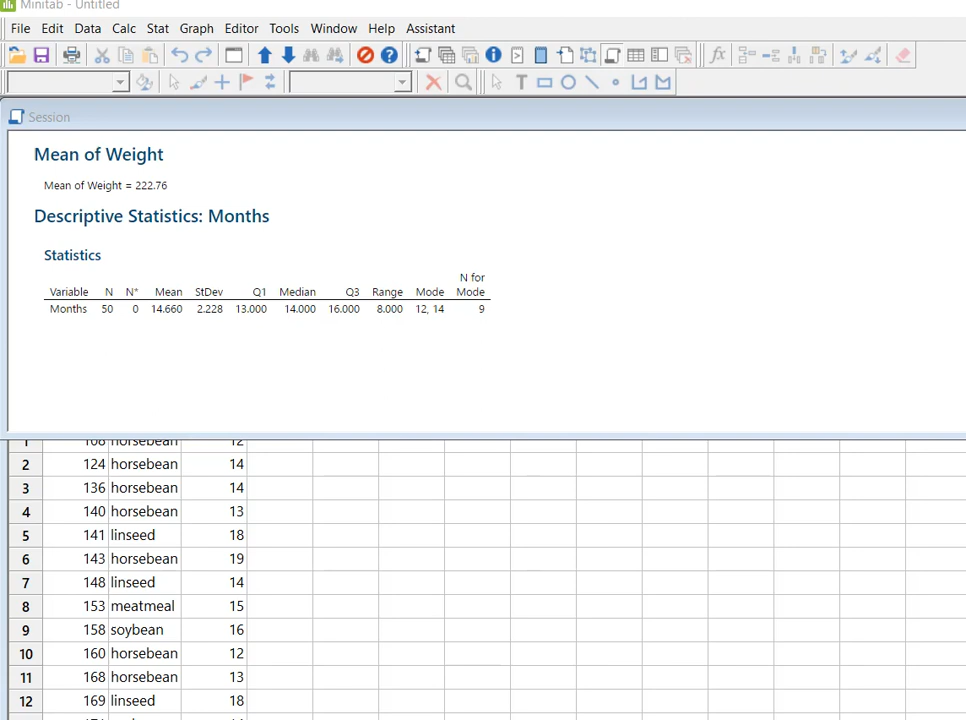 Minitab - Untitled
File Edit Data Calc Stat Graph Editor Tools Window Help Assistant
Session
Mean of Weight
Mean of Weight = 222.76
Descriptive Statistics: Months
Statistics
N for
Variable N N* Mean StDev Q1 Median Q3 Range Mode Mode
Months 50 0 14.660 2.228 13.000 14.000 16.000 8.000 12, 14 9
1 108 horsebean 12
2 124 horsebean 14
3 136 horsebean 14
4 140 horsebean 13
5 141 linseed 18
6 143 horsebean 19
7 148 linseed 14
8 153 meatmeal 15
9 158 soybean 16
10 160 horsebean 12
11 168 horsebean 13
12 169 linseed 18